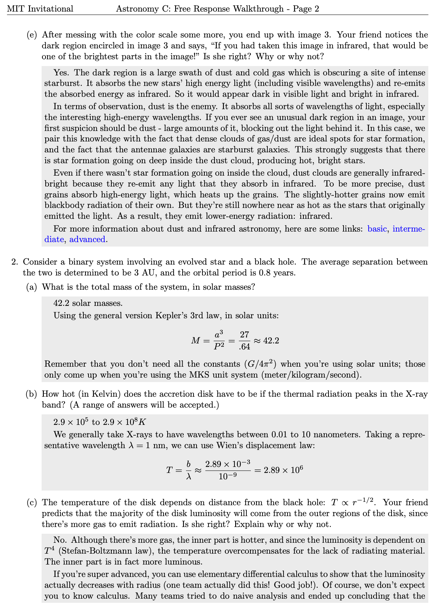 MIT Invitational Astronomy C: Free Response Walkthrough - Page 2
(e) After messing with the color scale some more, you end up with image 3. Your friend notices the
dark region encircled in image 3 and says, "If you had taken this image in infrared, that would be
one of the brightest parts in the image!" Is she right? Why or why not?
Yes. The dark region is a large swath of dust and cold gas which is obscuring a site of intense
starburst. It absorbs the new stars' high energy light (including visible wavelengths) and re-emits
the absorbed energy as infrared. So it would appear dark in visible light and bright in infrared.
In terms of observation, dust is the enemy. It absorbs all sorts of wavelengths of light, especially
the interesting high-energy wavelengths. If you ever see an unusual dark region in an image, your
first suspicion should be dust - large amounts of it, blocking out the light behind it. In this case, we
pair this knowledge with the fact that dense clouds of gas/dust are ideal spots for star formation,
and the fact that the antennae galaxies are starburst galaxies. This strongly suggests that there
is star formation going on deep inside the dust cloud, producing hot, bright stars.
Even if there wasn't star formation going on inside the cloud, dust clouds are generally infrared-
bright because they re-emit any light that they absorb in infrared. To be more precise, dust
grains absorb high-energy light, which heats up the grains. The slightly-hotter grains now emit
blackbody radiation of their own. But they're still nowhere near as hot as the stars that originally
emitted the light. As a result, they emit lower-energy radiation: infrared.
For more information about dust and infrared astronomy, here are some links: basic, interme-
diate, advanced.
2. Consider a binary system involving an evolved star and a black hole. The average separation between
the two is determined to be 3 AU, and the orbital period is 0.8 years.
(a) What is the total mass of the system, in solar masses?
42.2 solar masses.
Using the general version Kepler's 3rd law, in solar units:
M = a³/P² = 27/.64 ≈ 42.2
Remember that you don't need all the constants (G/4π²) when you're using solar units; those
only come up when you're using the MKS unit system (meter/kilogram/second).
(b) How hot (in Kelvin) does the accretion disk have to be if the thermal radiation peaks in the X-ray
band? (A range of answers will be accepted.)
2.9 × 10⁵ to 2.9 × 10⁸K
We generally take X-rays to have wavelengths between 0.01 to 10 nanometers. Taking a repre-
sentative wavelength λ = 1 nm, we can use Wien's displacement law:
T = b/λ ≈ 2.89 × 10⁻³/10⁻⁹ = 2.89 × 10⁶
(c) The temperature of the disk depends on distance from the black hole: T ∝ r⁻¹/². Your friend
predicts that the majority of the disk luminosity will come from the outer regions of the disk, since
there's more gas to emit radiation. Is she right? Explain why or why not.
No. Although there's more gas, the inner part is hotter, and since the luminosity is dependent on
T⁴ (Stefan-Boltzmann law), the temperature overcompensates for the lack of radiating material.
The inner part is in fact more luminous.
If you're super advanced, you can use elementary differential calculus to show that the luminosity
actually decreases with radius (one team actually did this! Good job!). Of course, we don't expect
you to know calculus. Many teams tried to do naive analysis and ended up concluding that the